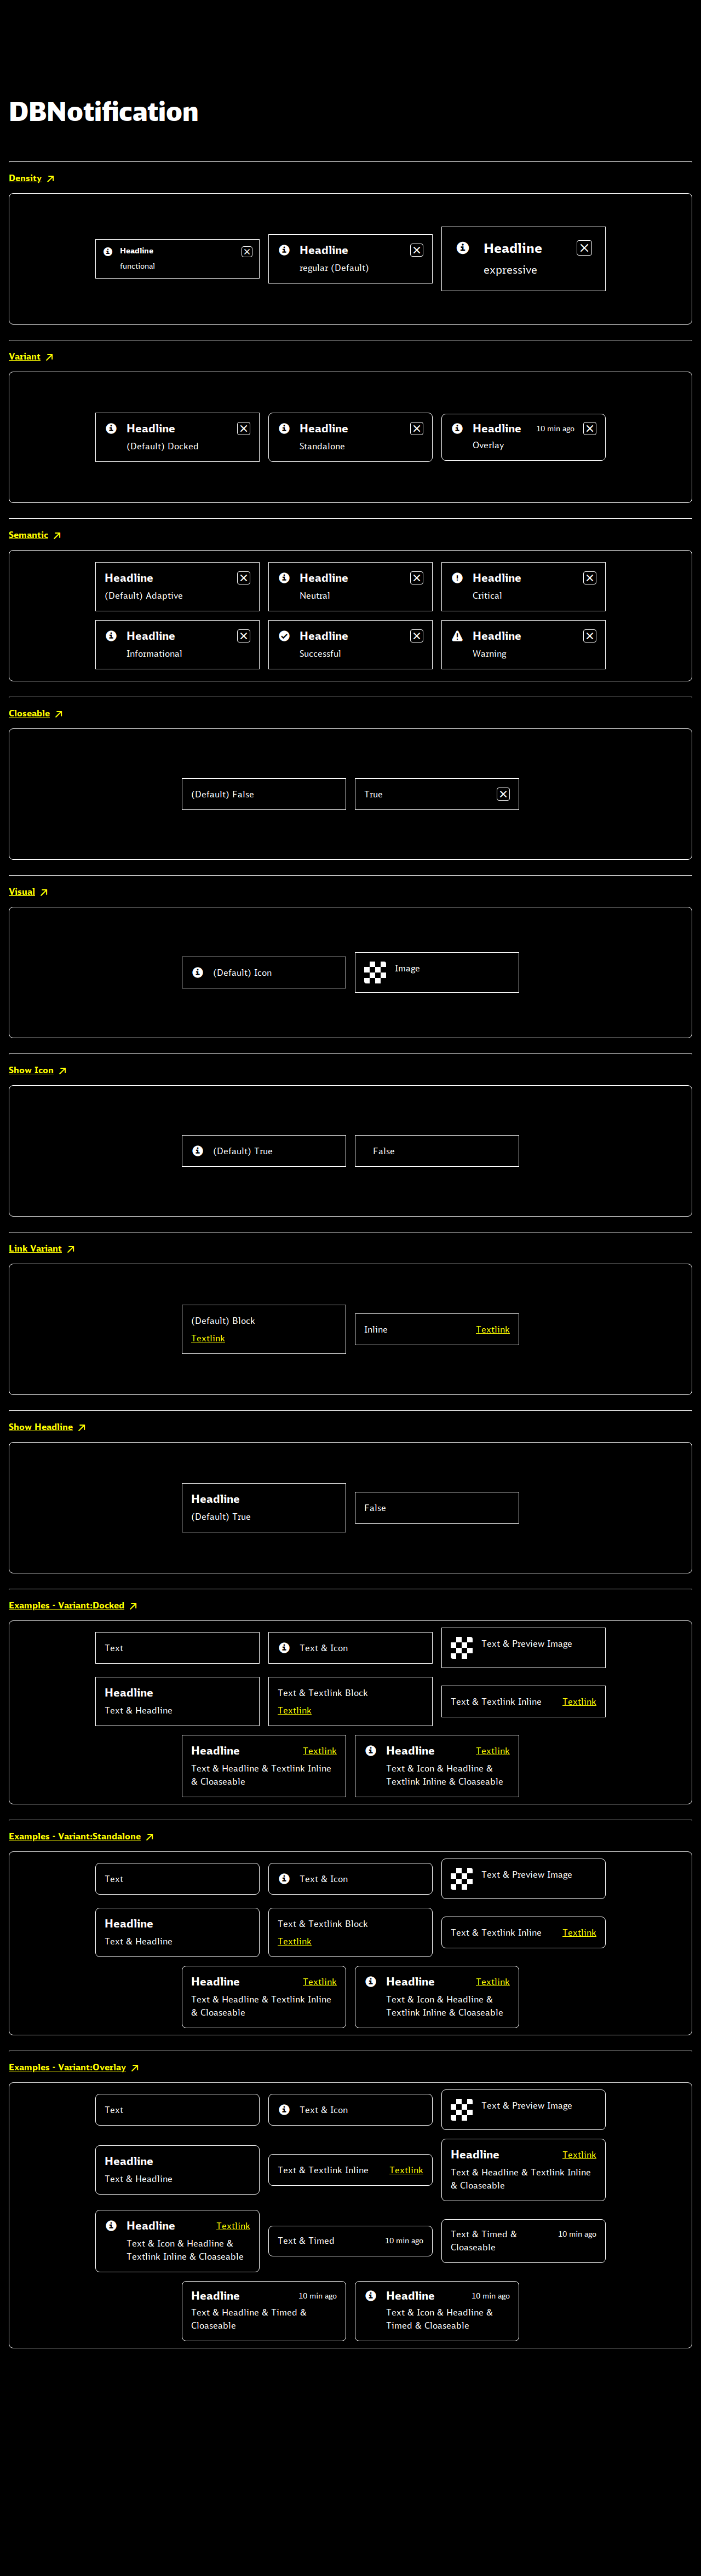 DBNotification
Density
Headline
functional
Headline
regular (Default)
Headline
expressive
Variant
Headline
(Default) Docked
Headline
Standalone
Headline 10 min ago
Overlay
Semantic
Headline
(Default) Adaptive
Headline
Neutral
Headline
Critical
Headline
Informational
Headline
Successful
Headline
Warning
Closeable
(Default) False
True
Visual
(Default) Icon
Image
Show Icon
(Default) True
False
Link Variant
(Default) Block
Textlink
Inline Textlink
Show Headline
Headline
(Default) True
False
Examples - Variant:Docked
Text
Text & Icon
Text & Preview Image
Headline
Text & Headline
Text & Textlink Block
Textlink
Text & Textlink Inline Textlink
Headline Textlink
Text & Headline & Textlink Inline
& Cloaseable
Headline Textlink
Text & Icon & Headline &
Textlink Inline & Cloaseable
Examples - Variant:Standalone
Text
Text & Icon
Text & Preview Image
Headline
Text & Headline
Text & Textlink Block
Textlink
Text & Textlink Inline Textlink
Headline Textlink
Text & Headline & Textlink Inline
& Cloaseable
Headline Textlink
Text & Icon & Headline &
Textlink Inline & Cloaseable
Examples - Variant:Overlay
Text
Text & Icon
Text & Preview Image
Headline
Text & Headline
Text & Textlink Inline Textlink
Headline Textlink
Text & Headline & Textlink Inline
& Cloaseable
Headline Textlink
Text & Icon & Headline &
Textlink Inline & Cloaseable
Text & Timed 10 min ago
Text & Timed & 10 min ago
Cloaseable
Headline 10 min ago
Text & Headline & Timed &
Cloaseable
Headline 10 min ago
Text & Icon & Headline &
Timed & Cloaseable